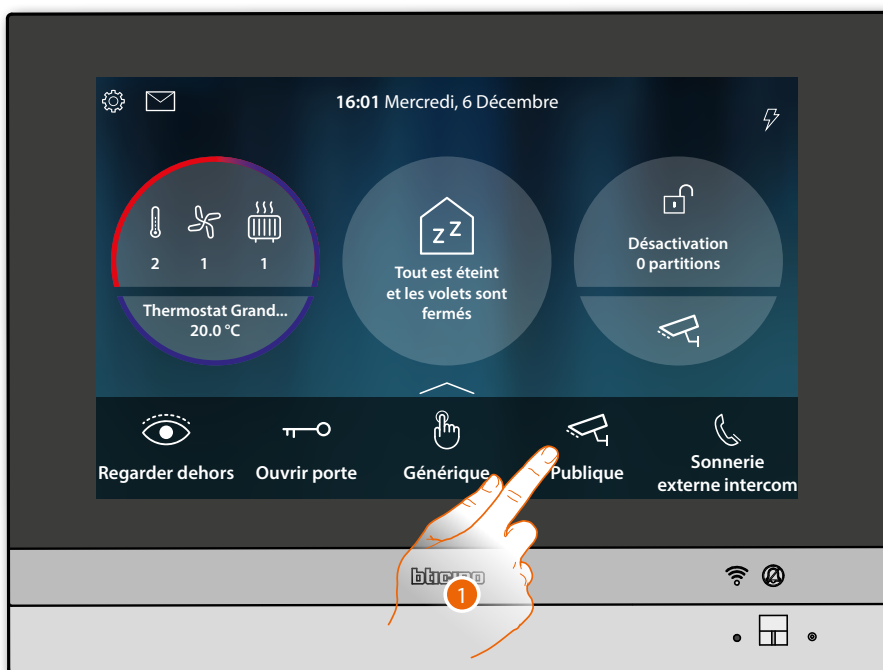 16:01 Mercredi, 6 Décembre
2 1 1
Thermostat Grand...
20.0 °C
Tout est éteint
et les volets sont
fermés
Désactivation
0 partitions
Regarder dehors
Ouvrir porte
Générique
Publique
Sonnerie
externe intercom
bticino
1